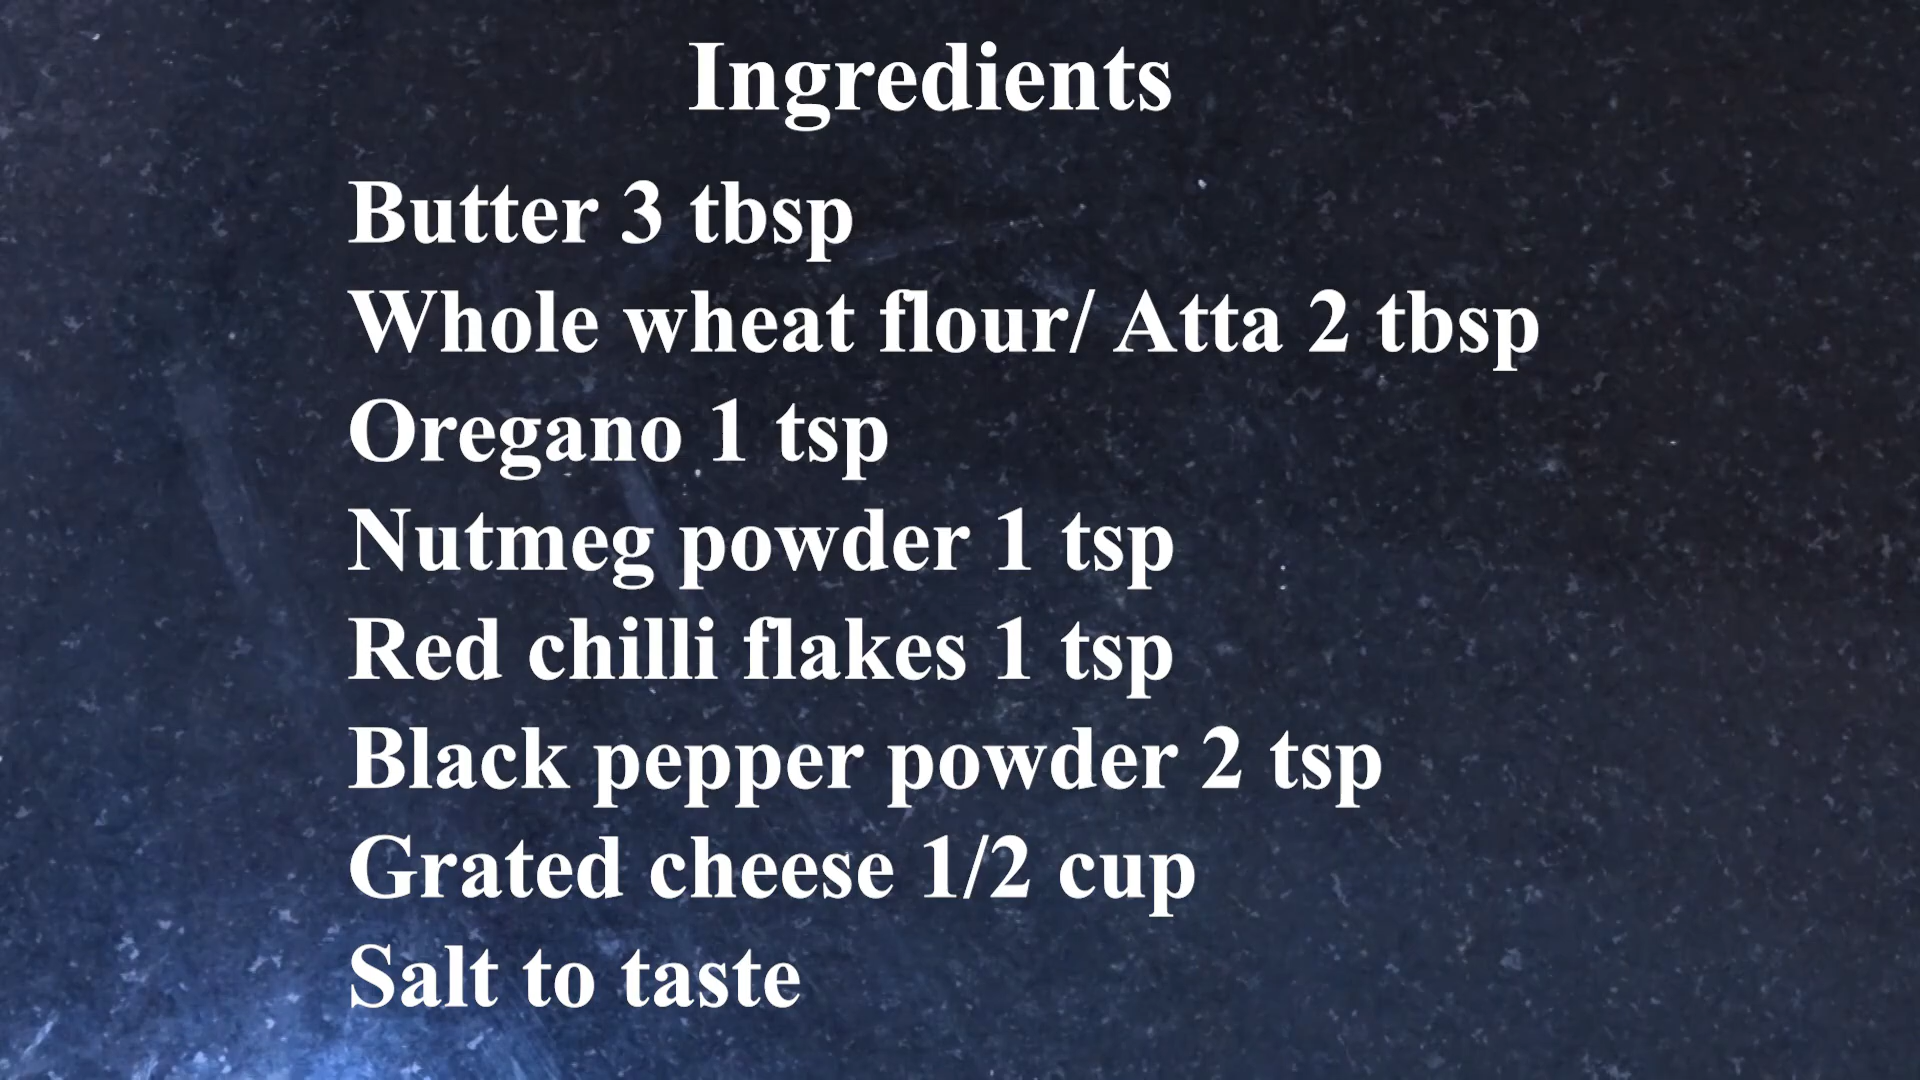 Ingredients
Butter 3 tbsp
Whole wheat flour/ Atta 2 tbsp
Oregano 1 tsp
Nutmeg powder 1 tsp
Red chilli flakes 1 tsp
Black pepper powder 2 tsp
Grated cheese 1/2 cup
Salt to taste